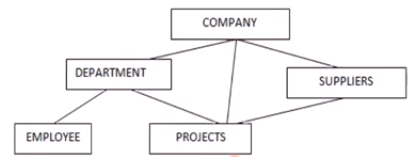 COMPANY
DEPARTMENT
SUPPLIERS
EMPLOYEE
PROJECTS